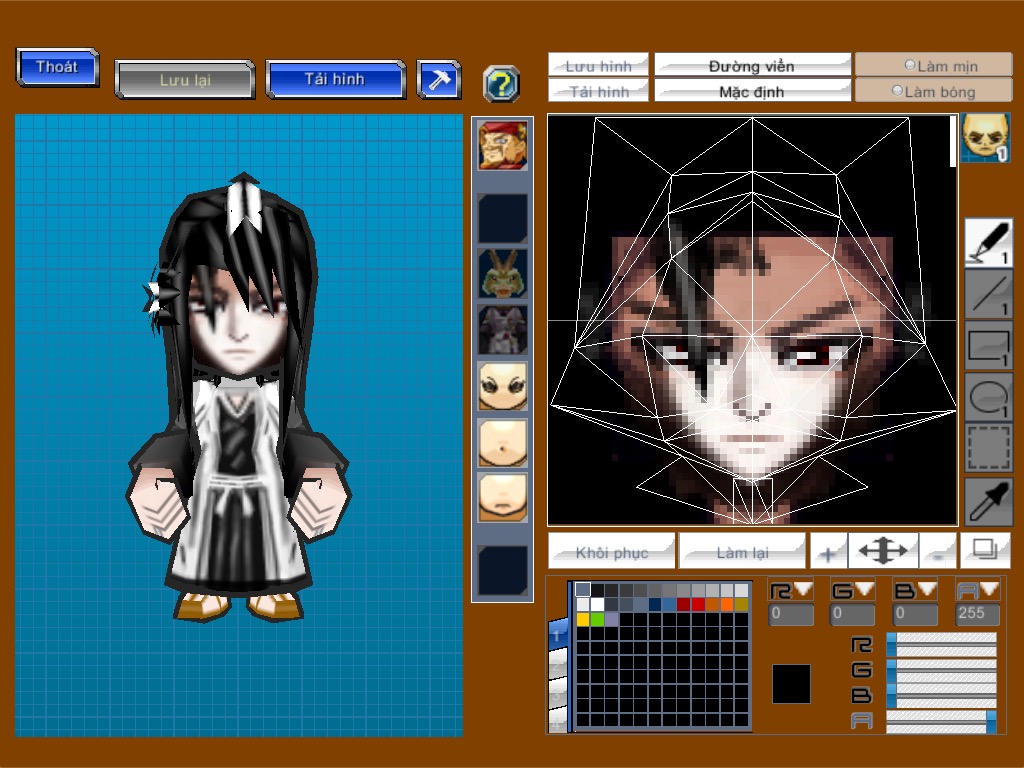 Thoát
Lưu lại
Tải hình
?
Lưu hình
Đường viền
Làm mịn
Tải hình
Mặc định
Làm bóng
1
1
1
1
1
Khôi phục
Làm lại
+
-
R G B A
0 0 0 255
1
R
G
B
A